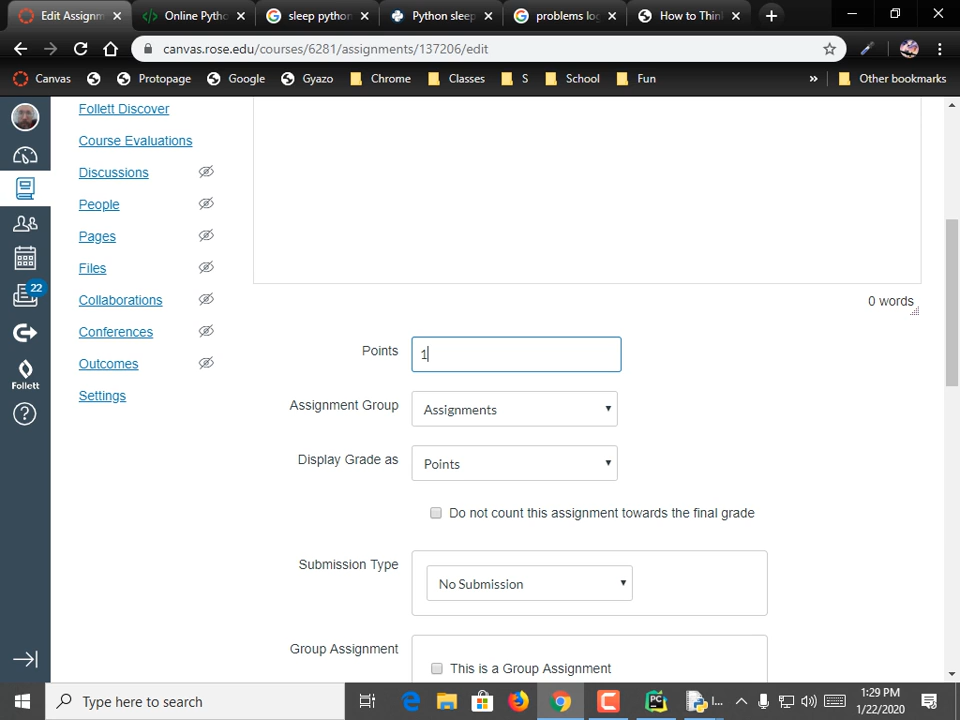 Edit Assignm
Online Pytho
sleep python
Python sleep
problems log
How to Thin
canvas.rose.edu/courses/6281/assignments/137206/edit
Canvas
Protopage
Google
Gyazo
Chrome
Classes
S
School
Fun
»
Other bookmarks
Follett Discover
Course Evaluations
Discussions
People
Pages
Files
Collaborations
Conferences
Outcomes
Settings
22
Follett
0 words
Points
1
Assignment Group
Assignments
Display Grade as
Points
Do not count this assignment towards the final grade
Submission Type
No Submission
Group Assignment
This is a Group Assignment
Type here to search
I...
1:29 PM
1/22/2020